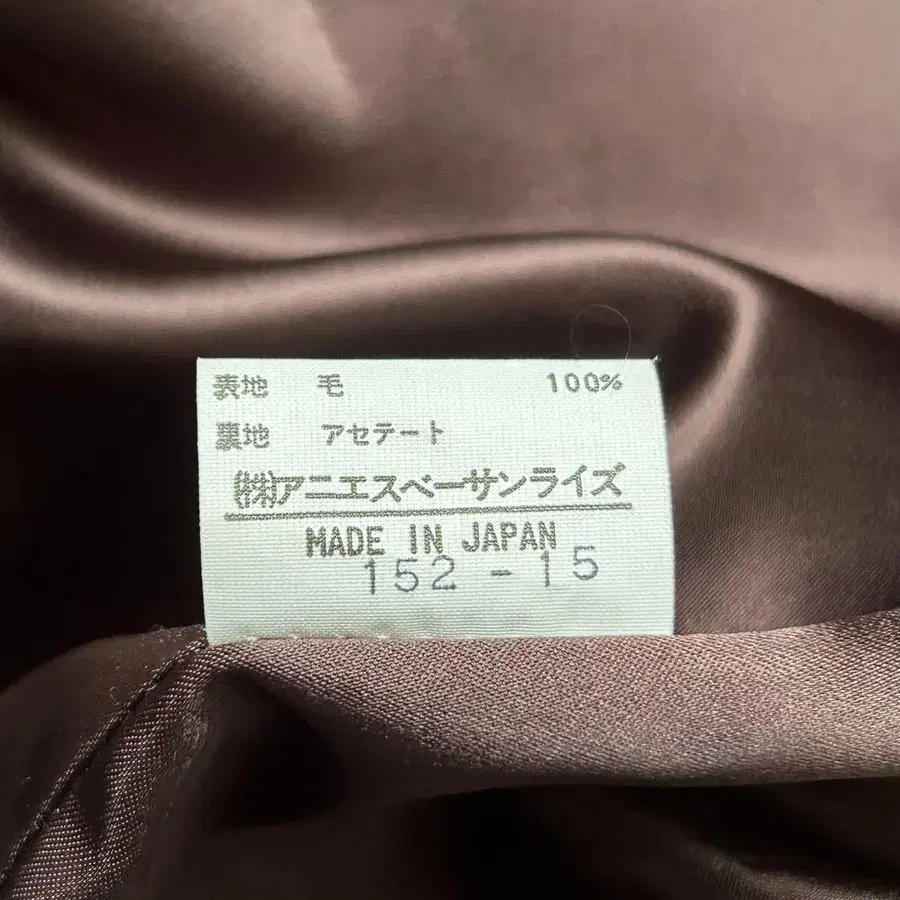 表地 毛 100%
裏地 アセテート
(株)アニエスベーサンライズ
MADE IN JAPAN
152-15